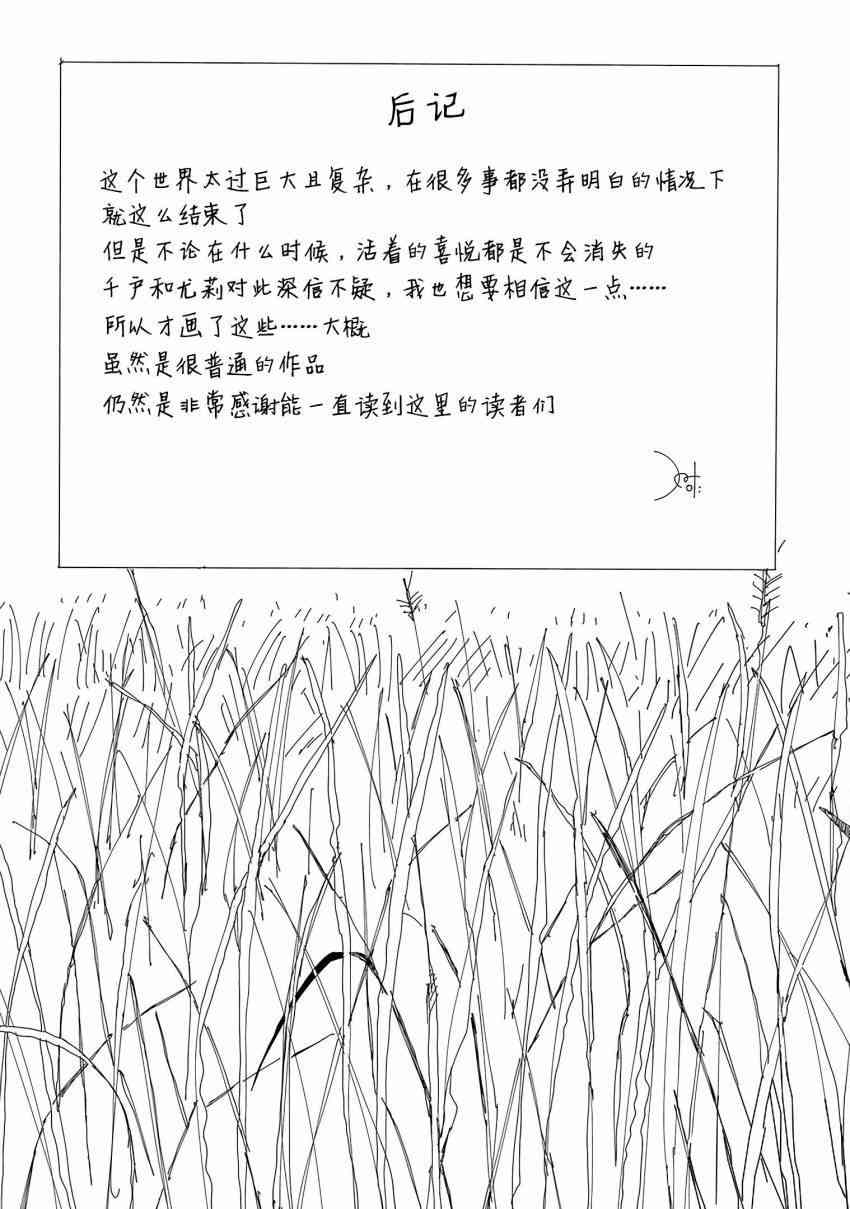 后记
这个世界太过巨大且复杂，在很多事都没弄明白的情况下
就这么结束了
但是不论在什么时候，活着的喜悦都是不会消失的
千户和尤莉对此深信不疑，我也想要相信这一点……
所以才画了这些……大概
虽然是很普通的作品
仍然是非常感谢能一直读到这里的读者们